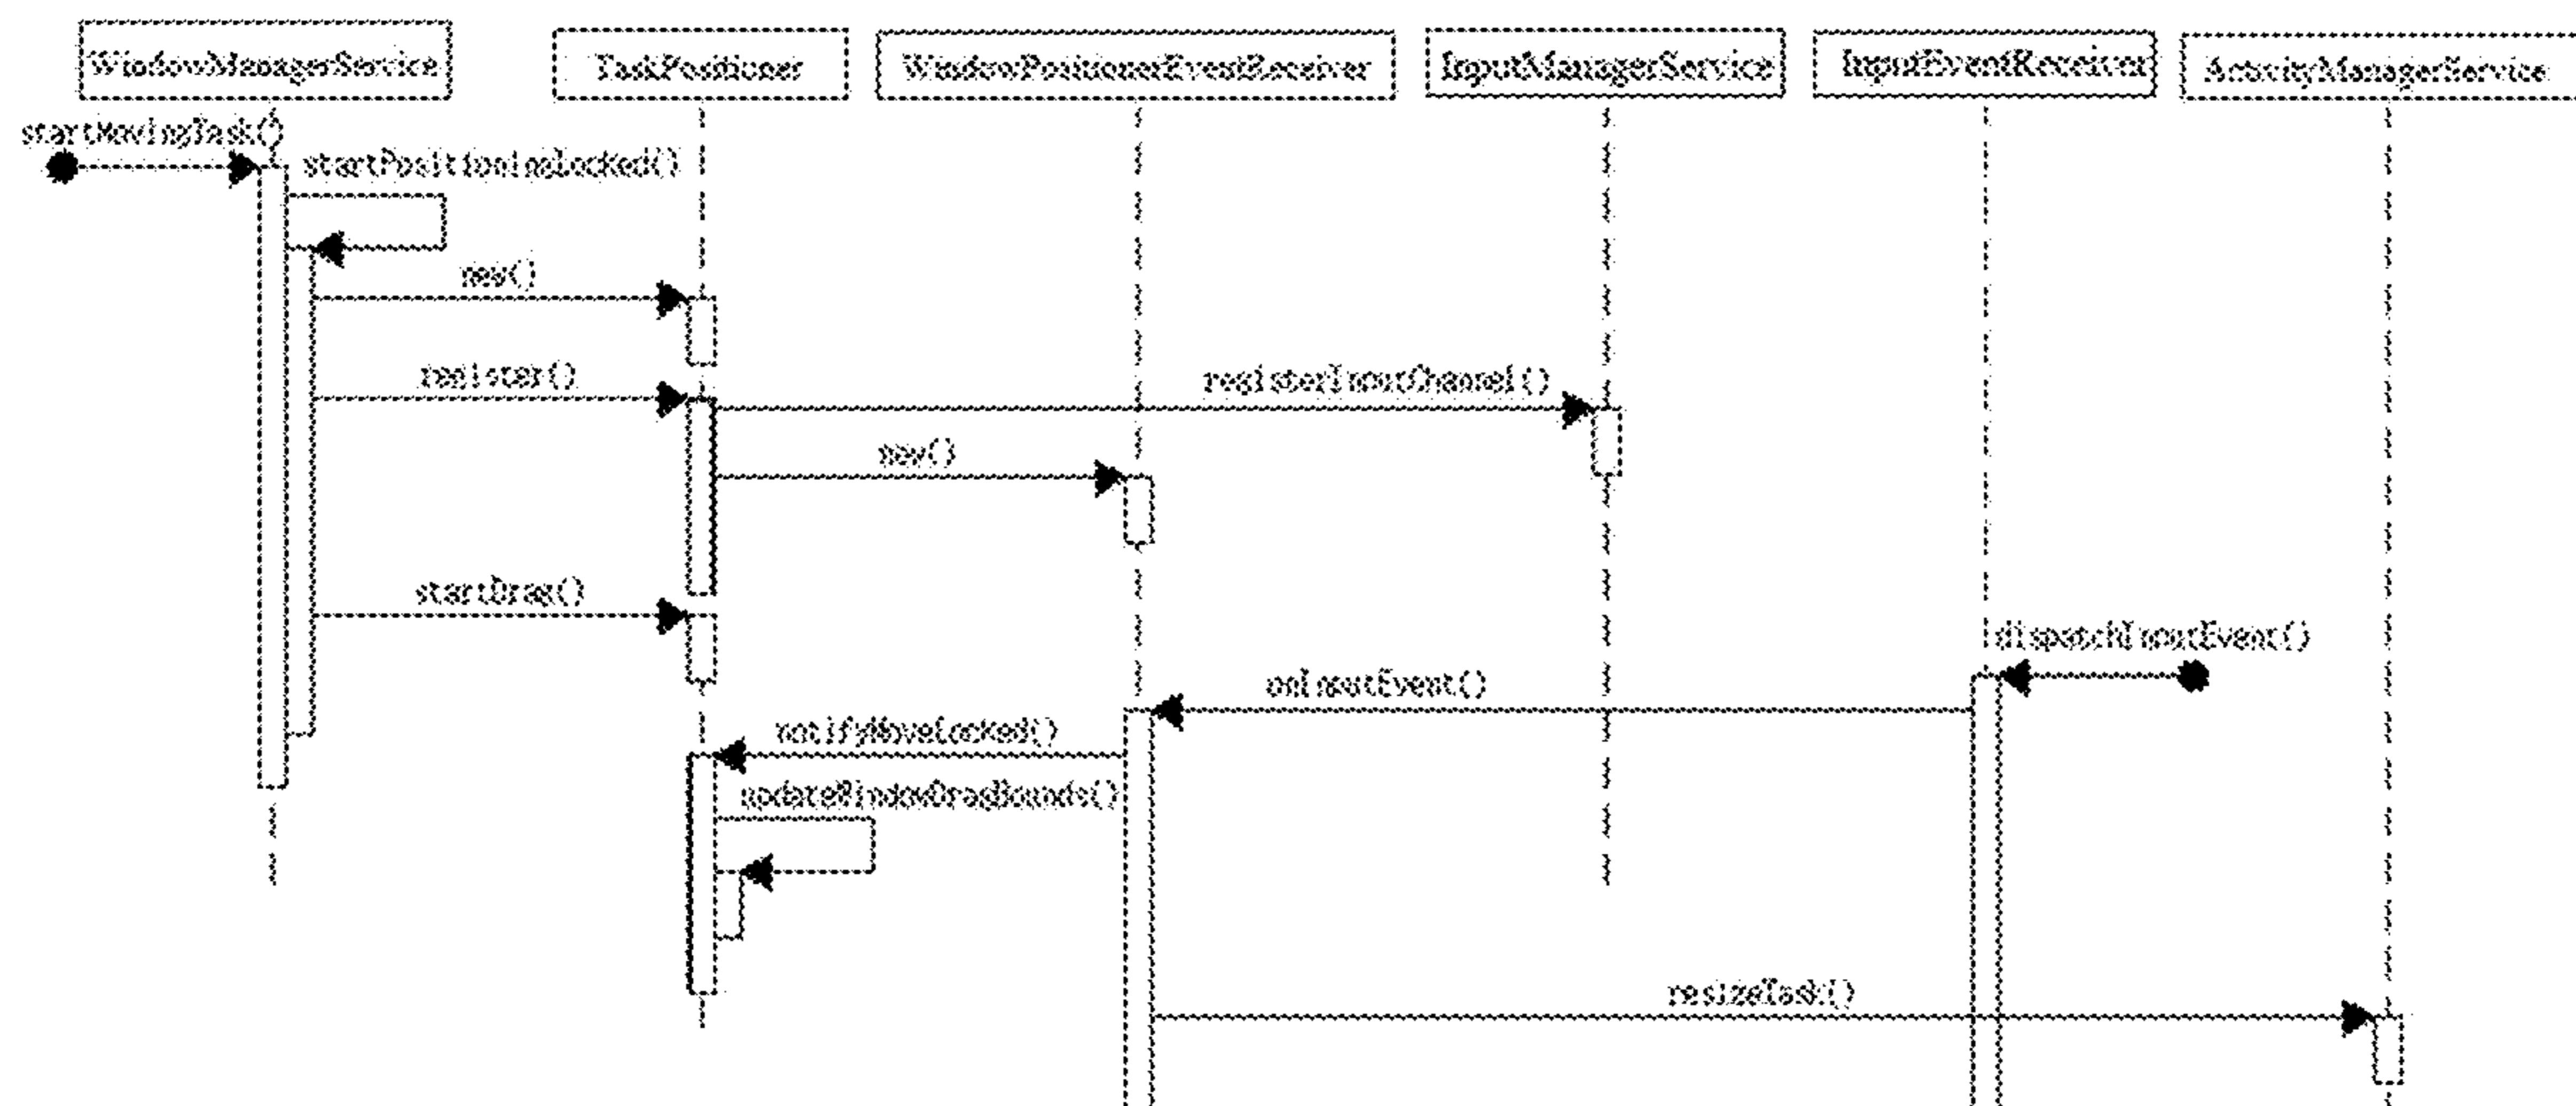 WindowManagerService
TaskPositioner
WindowPositionerEventReceiver
InputManagerService
InputEventReceiver
ActivityManagerService
startMovingTask()
startPositioningLocked()
new()
register()
registerInputChannel()
new()
startDrag()
dispatchInputEvent()
onInputEvent()
notifyMoveLocked()
updateWindowDragBounds()
resizeTask()